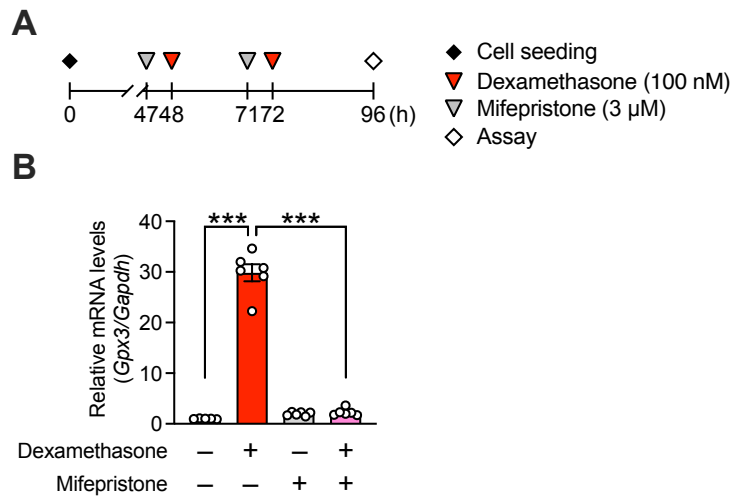 A
Cell seeding
Dexamethasone (100 nM)
Mifepristone (3 µM)
Assay
0 4748 7172 96 (h)
B
Relative mRNA levels
(Gpx3/Gapdh)
40
30
20
10
0
*** ***
Dexamethasone – + – +
Mifepristone – – + +